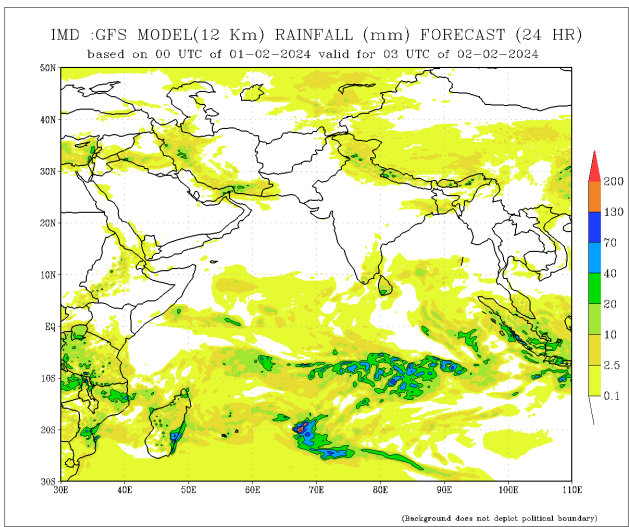 IMD :GFS MODEL(12 Km) RAINFALL (mm) FORECAST (24 HR)
based on 00 UTC of 01-02-2024 valid for 03 UTC of 02-02-2024
50N
40N
30N
20N
10N
EQ
10S
20S
30S
30E 40E 50E 60E 70E 80E 90E 100E 110E
200
130
70
40
20
10
2.5
0.1
(Background does not depict political boundary)